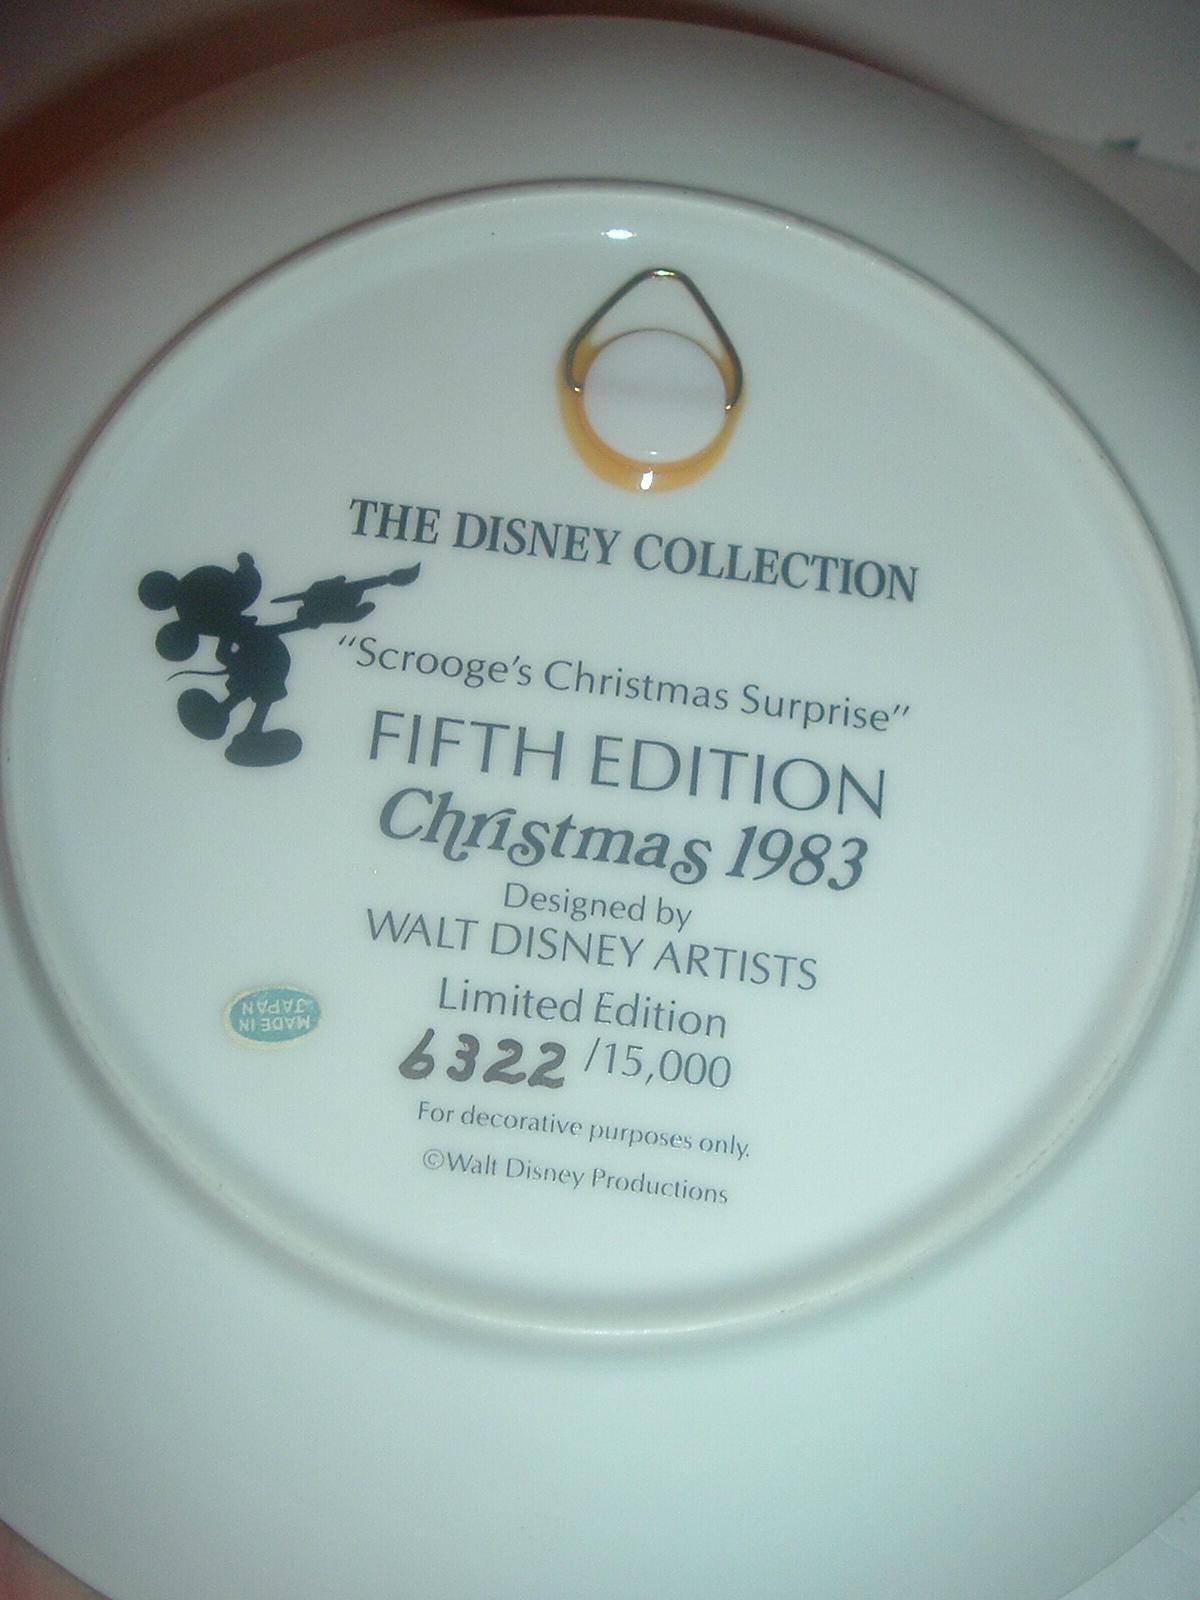 THE DISNEY COLLECTION
“Scrooge’s Christmas Surprise”
FIFTH EDITION
Christmas 1983
Designed by
WALT DISNEY ARTISTS
Limited Edition
6322 /15,000
For decorative purposes only.
©Walt Disney Productions
MADE IN
JAPAN